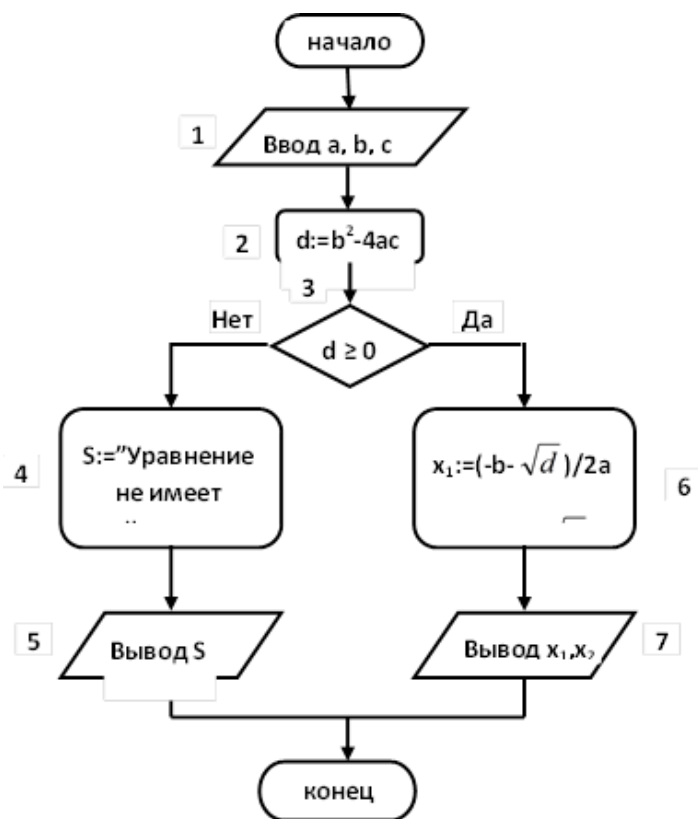 начало
1
Ввод a, b, c
2
d:=b²-4ac
3
Нет
Да
d ≥ 0
4
S:="Уравнение
не имеет
x₁:=(-b- √d )/2a
6
5
Вывод S
Вывод x₁,x₂
7
конец